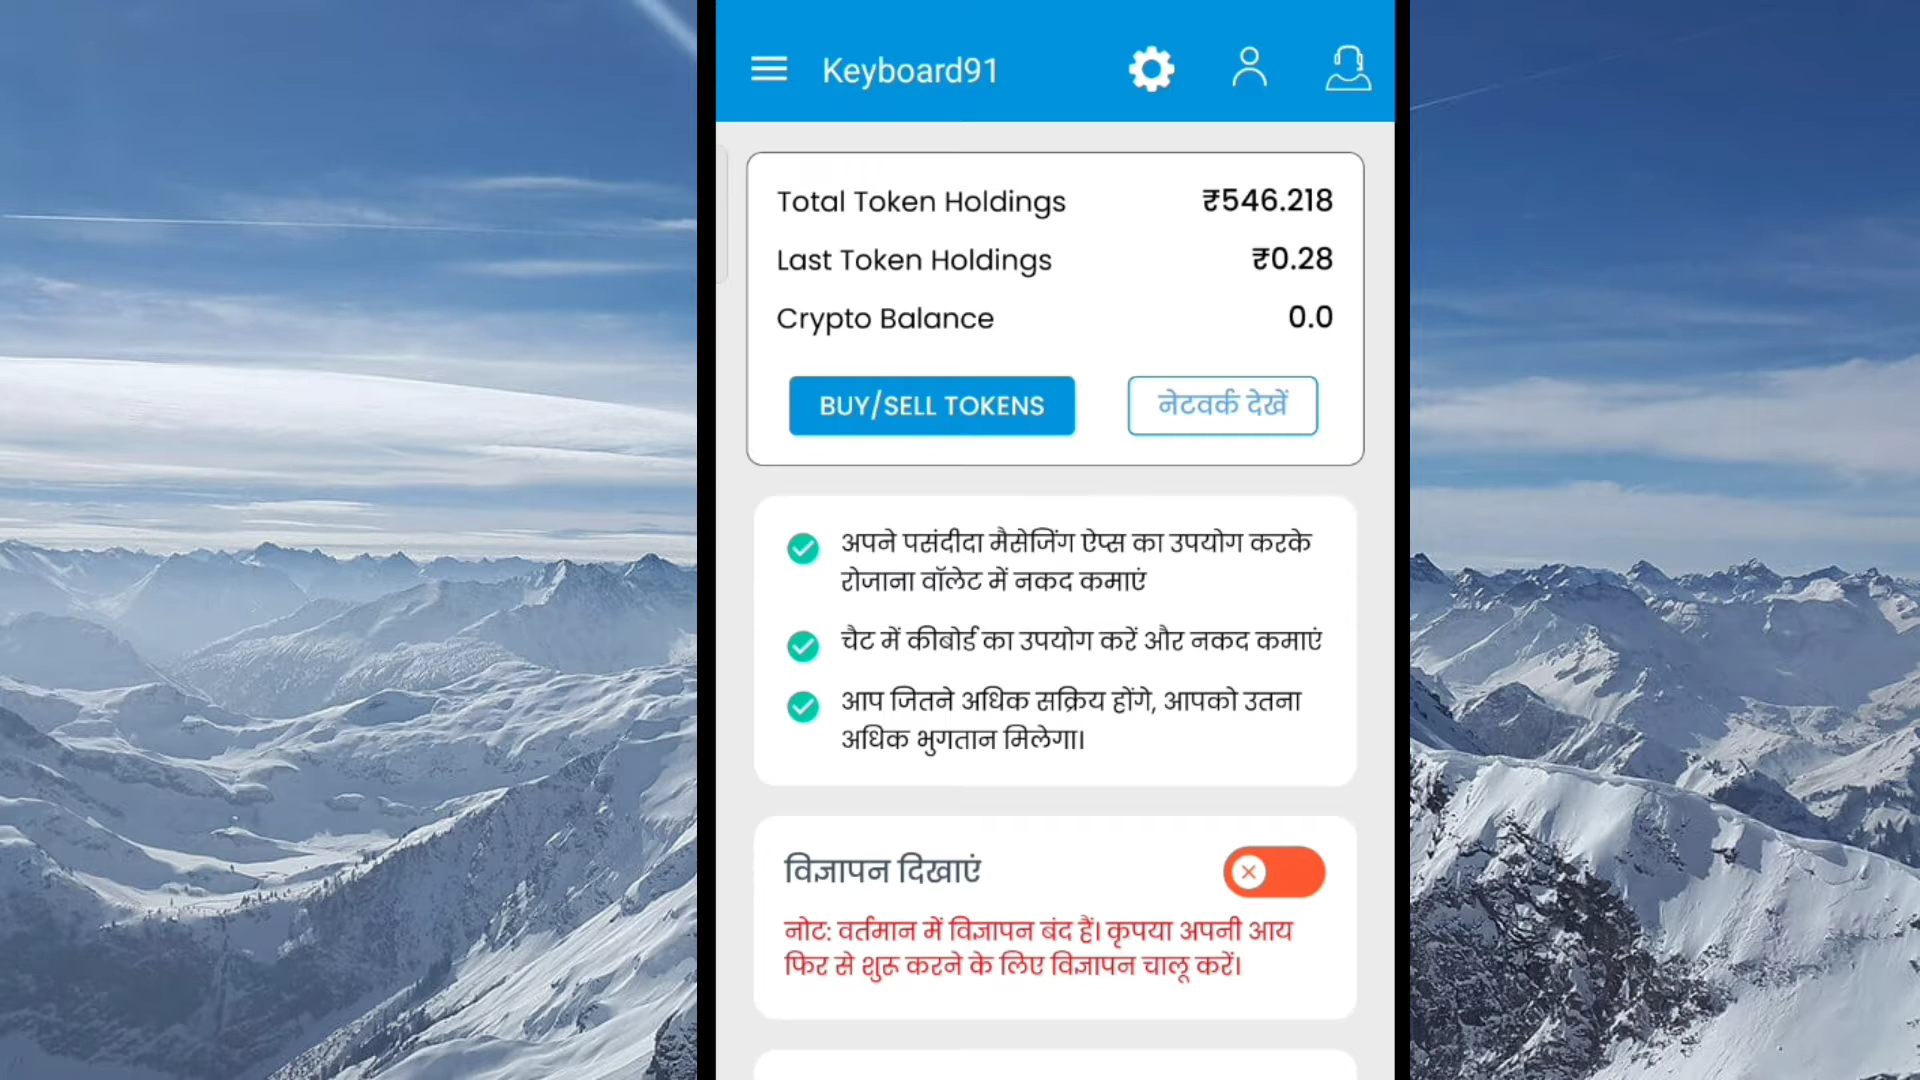 Keyboard91
Total Token Holdings ₹546.218
Last Token Holdings ₹0.28
Crypto Balance 0.0
BUY/SELL TOKENS नेटवर्क देखें
अपने पसंदीदा मैसेजिंग ऐप्स का उपयोग करके
रोजाना वॉलेट में नकद कमाएं
चैट में कीबोर्ड का उपयोग करें और नकद कमाएं
आप जितने अधिक सक्रिय होंगे, आपको उतना
अधिक भुगतान मिलेगा।
विज्ञापन दिखाएं
नोट: वर्तमान में विज्ञापन बंद हैं। कृपया अपनी आय
फिर से शुरू करने के लिए विज्ञापन चालू करें।